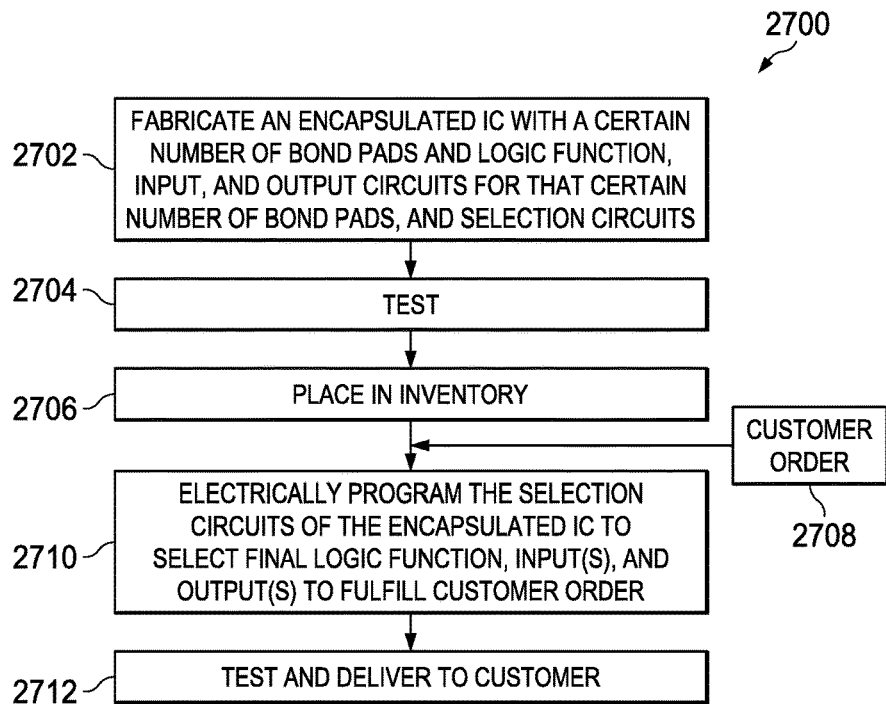 2700
2702
FABRICATE AN ENCAPSULATED IC WITH A CERTAIN
NUMBER OF BOND PADS AND LOGIC FUNCTION,
INPUT, AND OUTPUT CIRCUITS FOR THAT CERTAIN
NUMBER OF BOND PADS, AND SELECTION CIRCUITS
2704
TEST
2706
PLACE IN INVENTORY
CUSTOMER
ORDER
2708
2710
ELECTRICALLY PROGRAM THE SELECTION
CIRCUITS OF THE ENCAPSULATED IC TO
SELECT FINAL LOGIC FUNCTION, INPUT(S), AND
OUTPUT(S) TO FULFILL CUSTOMER ORDER
2712
TEST AND DELIVER TO CUSTOMER